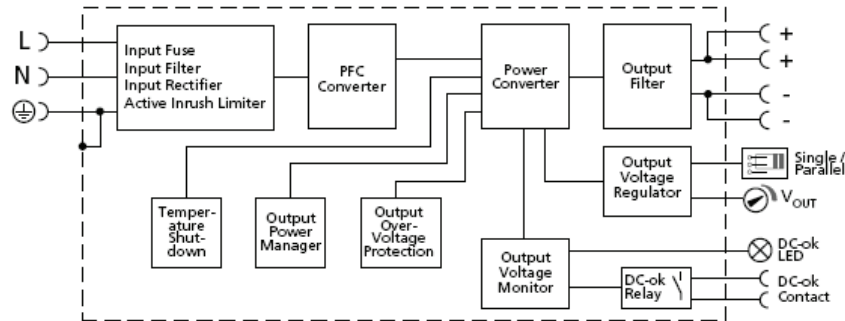 L
N
Input Fuse
Input Filter
Input Rectifier
Active Inrush Limiter
PFC
Converter
Power
Converter
Output
Filter
+
+
-
-
Output
Voltage
Regulator
Single /
Parallel
VOUT
Temper-
ature
Shut-
down
Output
Power
Manager
Output
Over-
Voltage
Protection
Output
Voltage
Monitor
DC-ok
LED
DC-ok
Relay
DC-ok
Contact